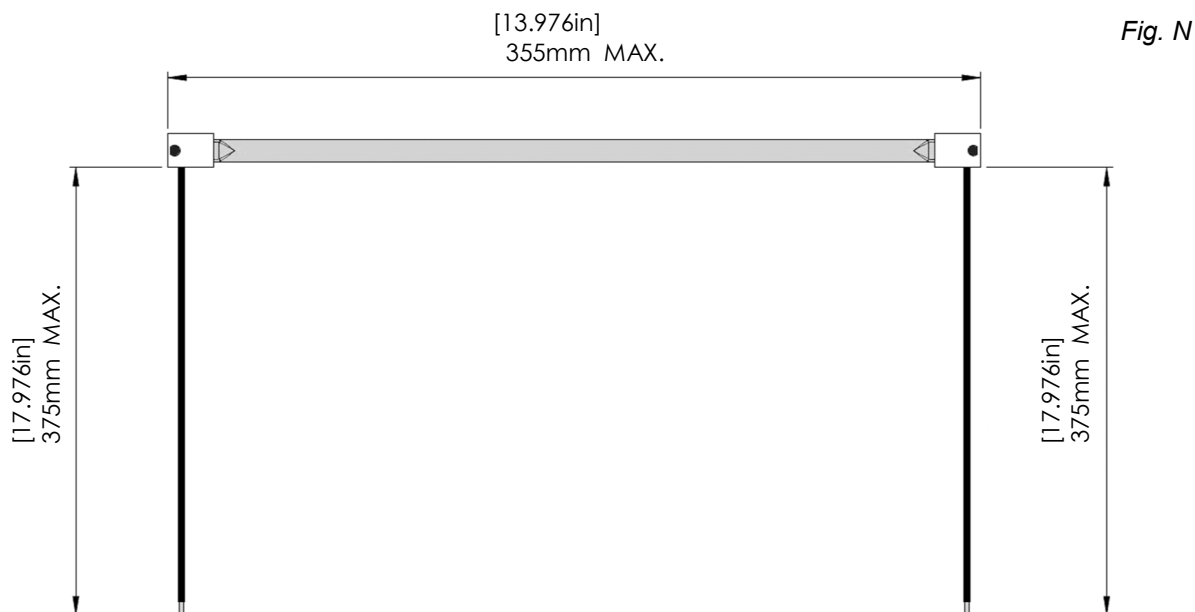 [13.976in]
355mm MAX.
Fig. N
[17.976in]
375mm MAX.
[17.976in]
375mm MAX.